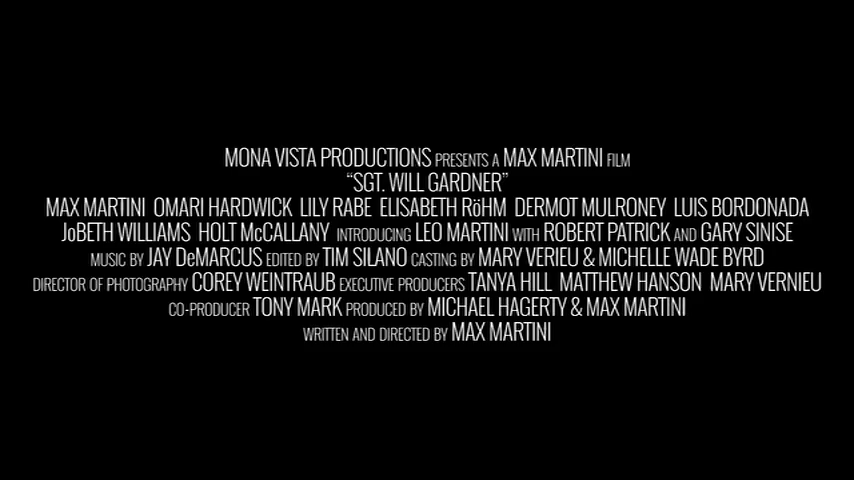 MONA VISTA PRODUCTIONS PRESENTS A MAX MARTINI FILM
“SGT. WILL GARDNER”
MAX MARTINI OMARI HARDWICK LILY RABE ELISABETH RöHM DERMOT MULRONEY LUIS BORDONADA
JoBETH WILLIAMS HOLT McCALLANY INTRODUCING LEO MARTINI WITH ROBERT PATRICK AND GARY SINISE
MUSIC BY JAY DeMARCUS EDITED BY TIM SILANO CASTING BY MARY VERIEU & MICHELLE WADE BYRD
DIRECTOR OF PHOTOGRAPHY COREY WEINTRAUB EXECUTIVE PRODUCERS TANYA HILL MATTHEW HANSON MARY VERNIEU
CO-PRODUCER TONY MARK PRODUCED BY MICHAEL HAGERTY & MAX MARTINI
WRITTEN AND DIRECTED BY MAX MARTINI